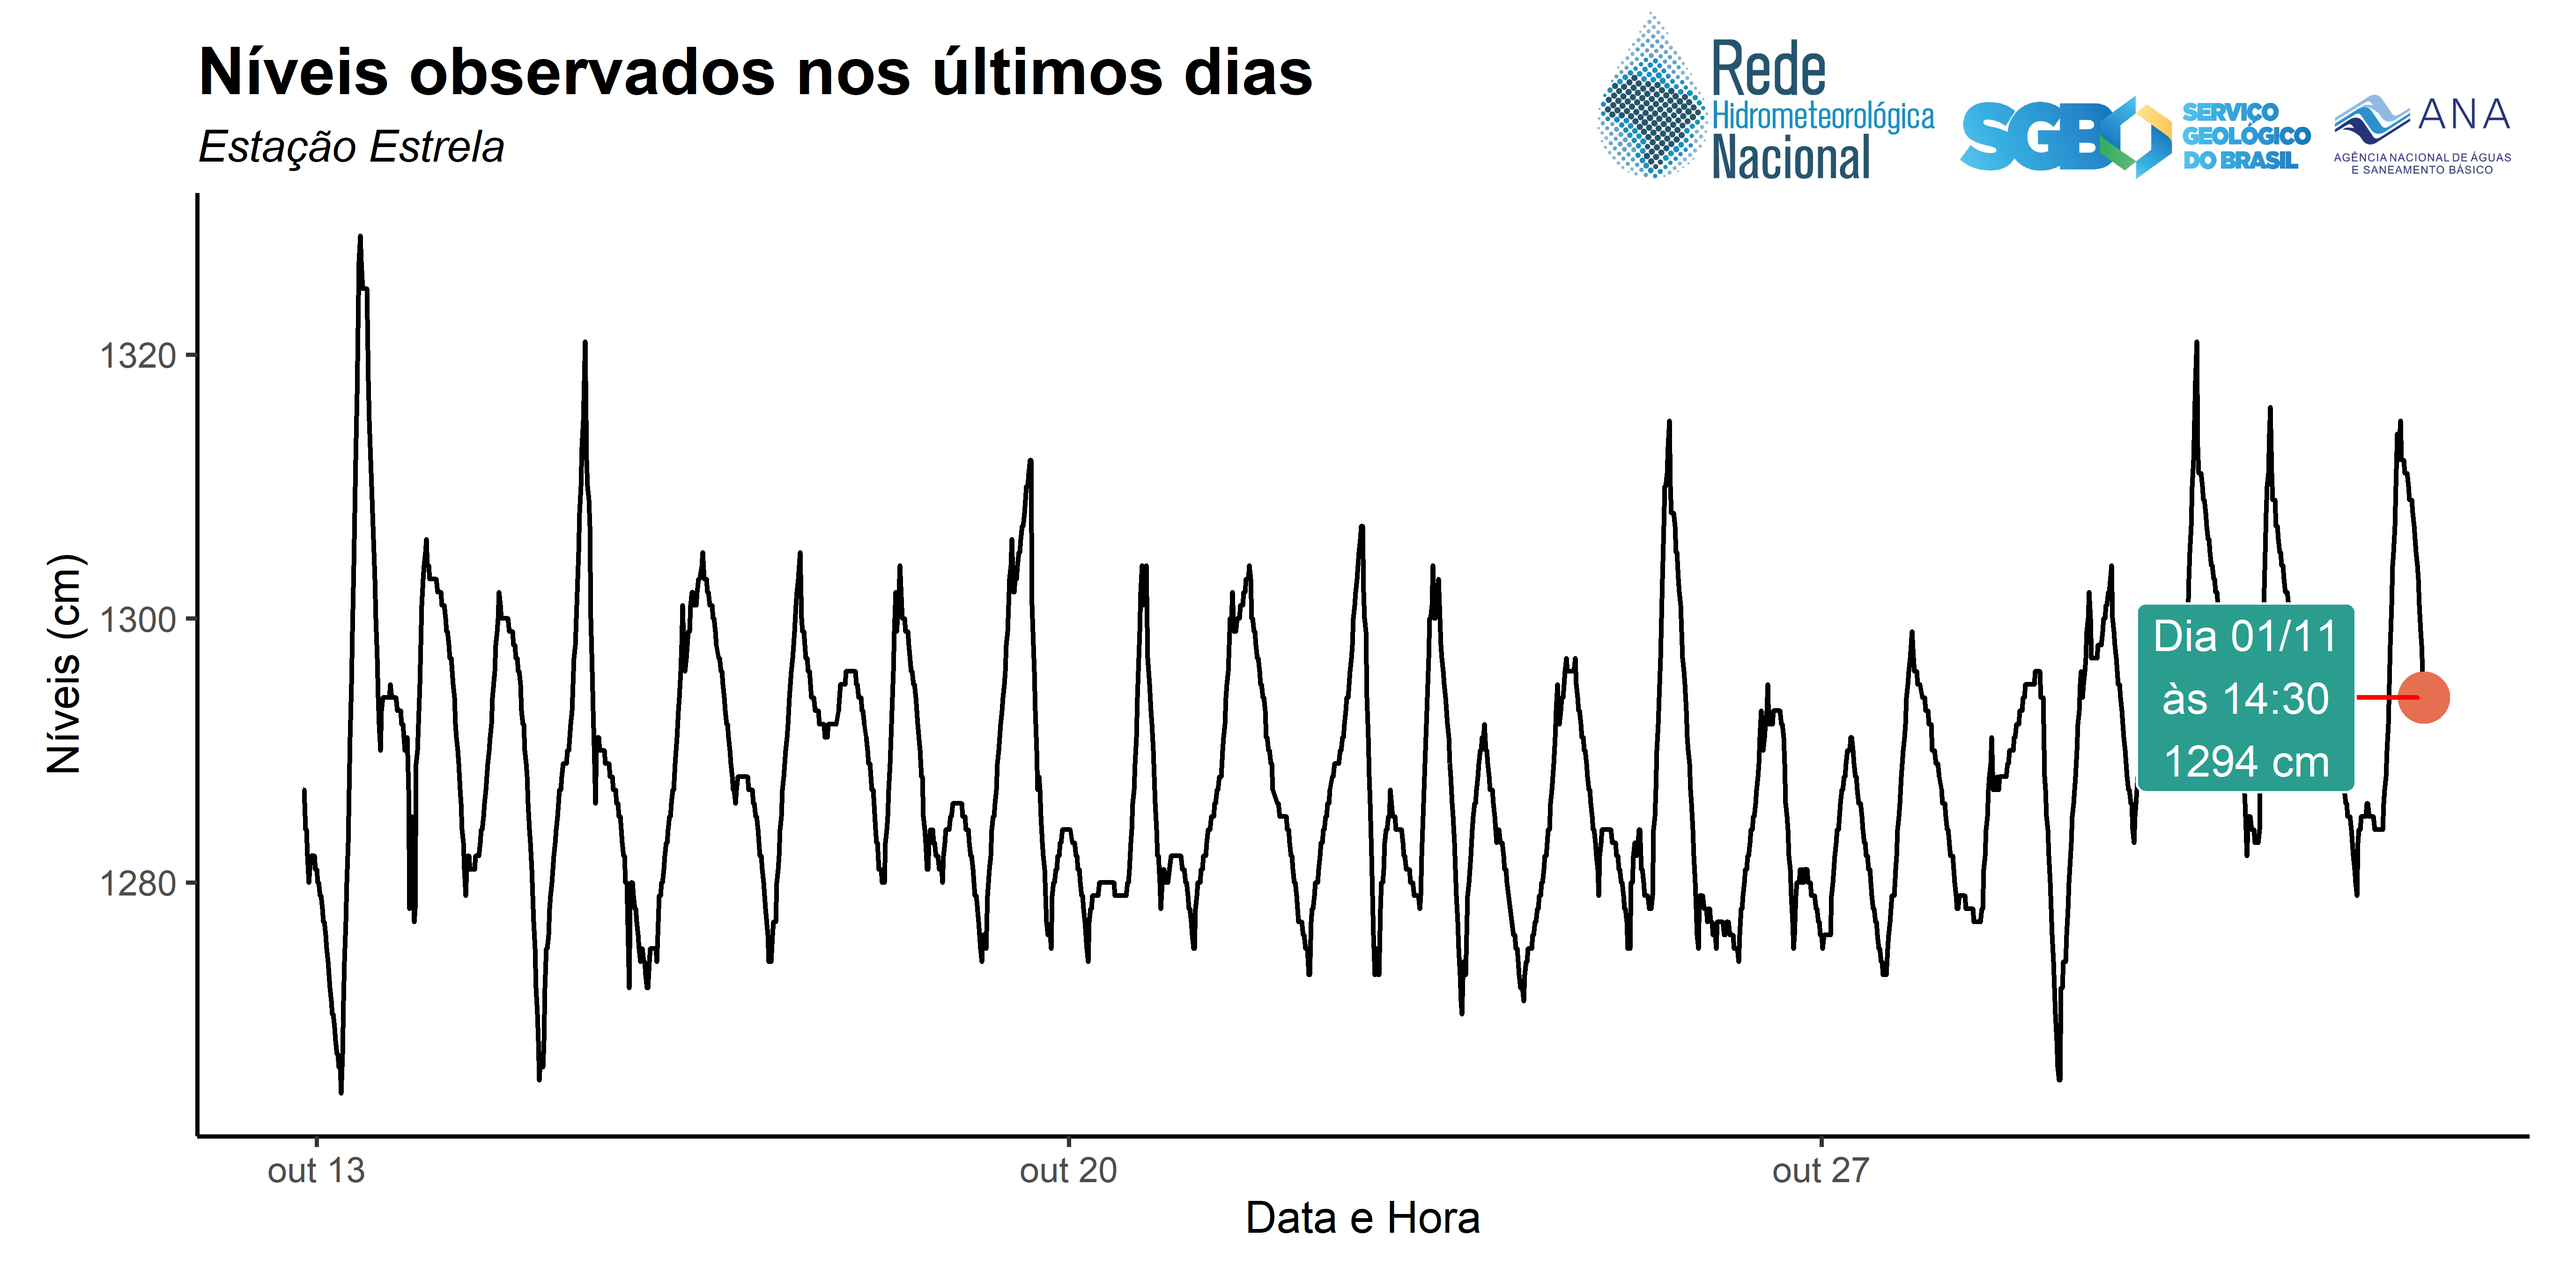 Níveis observados nos últimos dias
Estação Estrela
Rede
Hidrometeorológica
Nacional
SGB
SERVIÇO
GEOLÓGICO
DO BRASIL
ANA
AGÊNCIA NACIONAL DE ÁGUAS
E SANEAMENTO BÁSICO
Níveis (cm)
1320
1300
1280
Dia 01/11
às 14:30
1294 cm
out 13
out 20
out 27
Data e Hora